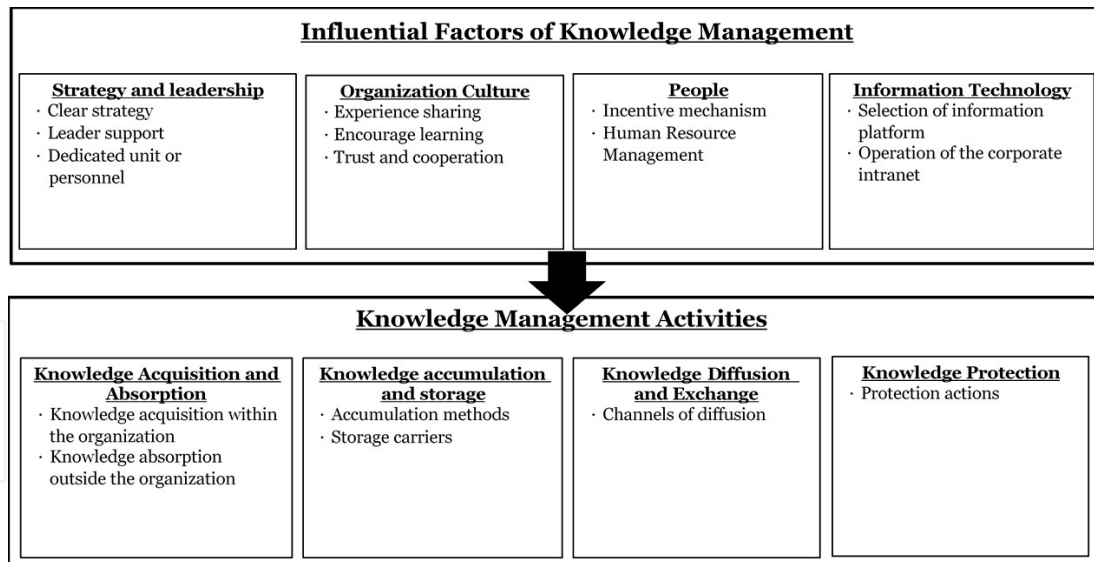 Influential Factors of Knowledge Management
Strategy and leadership
· Clear strategy
· Leader support
· Dedicated unit or
personnel
Organization Culture
· Experience sharing
· Encourage learning
· Trust and cooperation
People
· Incentive mechanism
· Human Resource
Management
Information Technology
· Selection of information
platform
· Operation of the corporate
intranet
Knowledge Management Activities
Knowledge Acquisition and
Absorption
· Knowledge acquisition within
the organization
· Knowledge absorption
outside the organization
Knowledge accumulation
and storage
· Accumulation methods
· Storage carriers
Knowledge Diffusion
and Exchange
· Channels of diffusion
Knowledge Protection
· Protection actions